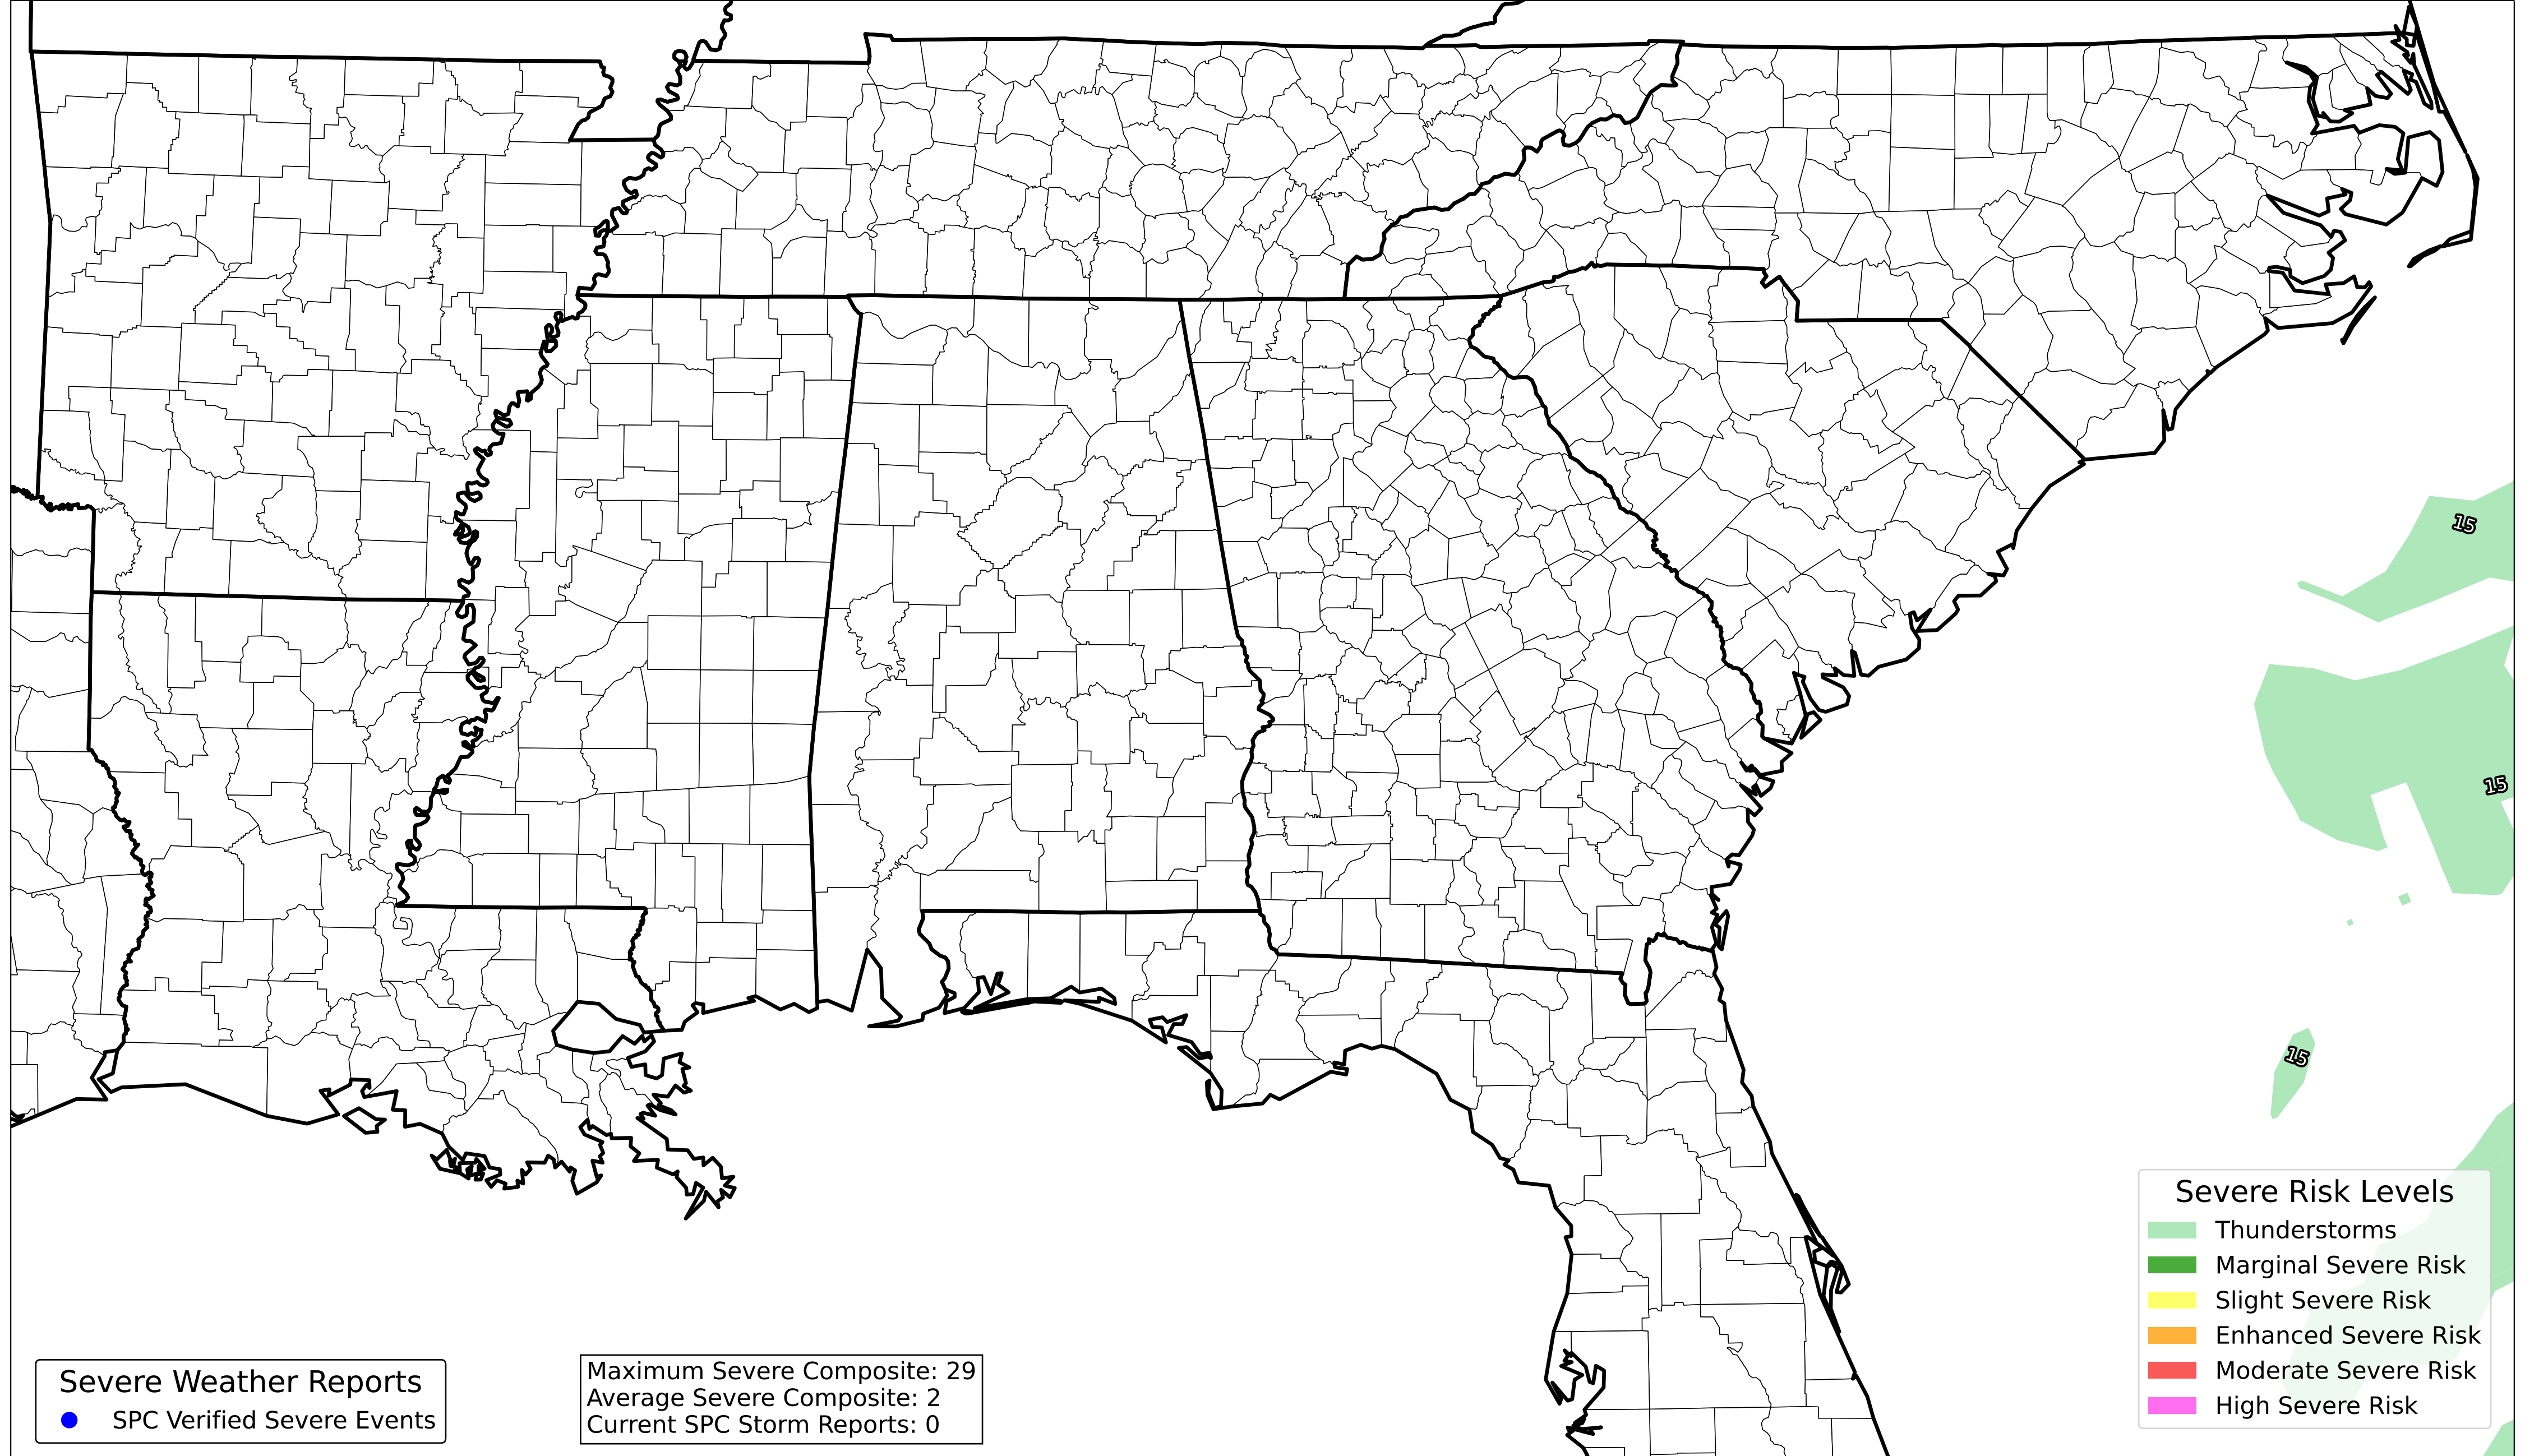 15
15
15
Severe Risk Levels
Thunderstorms
Marginal Severe Risk
Slight Severe Risk
Enhanced Severe Risk
Moderate Severe Risk
High Severe Risk
Severe Weather Reports
SPC Verified Severe Events
Maximum Severe Composite: 29
Average Severe Composite: 2
Current SPC Storm Reports: 0